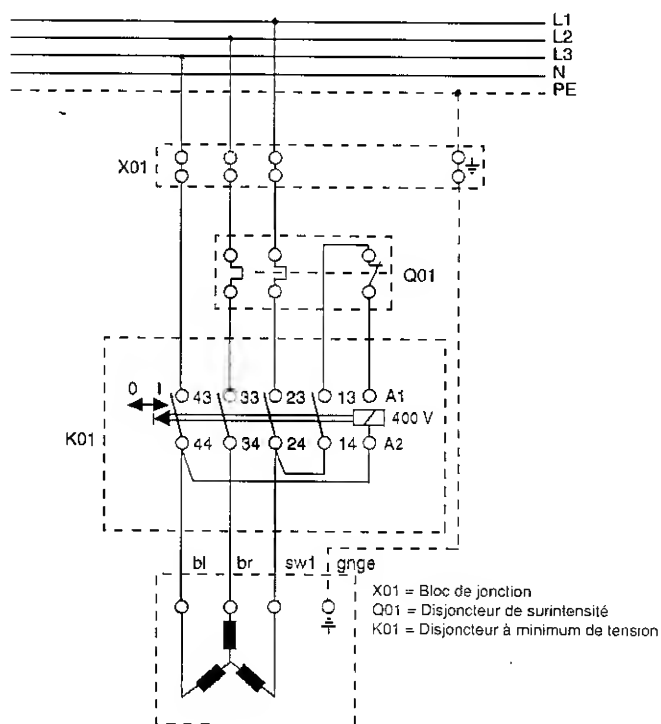 L1
L2
L3
N
PE
X01
Q01
0 I
43 33 23 13 A1
400 V
K01
44 34 24 14 A2
bl br sw1 gnge
X01 = Bloc de jonction
Q01 = Disjoncteur de surintensité
K01 = Disjoncteur à minimum de tension